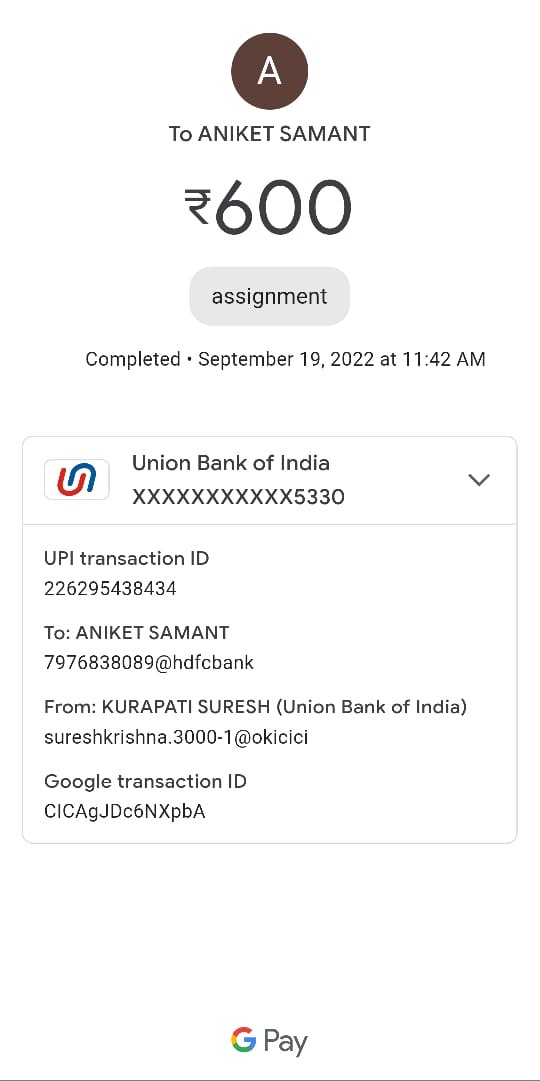 A
To ANIKET SAMANT
₹600
assignment
Completed • September 19, 2022 at 11:42 AM
Union Bank of India
XXXXXXXXXXX5330
UPI transaction ID
226295438434
To: ANIKET SAMANT
7976838089@hdfcbank
From: KURAPATI SURESH (Union Bank of India)
sureshkrishna.3000-1@okicici
Google transaction ID
CICAgJDc6NXpbA
G Pay